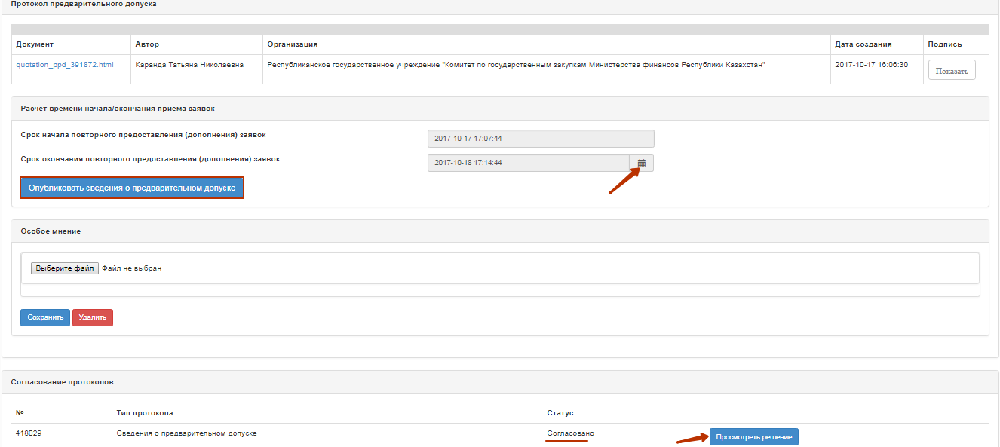 Протокол предварительного допуска
Документ Автор Организация Дата создания Подпись
quotation_ppd_391872.html Каранда Татьяна Николаевна Республиканское государственное учреждение "Комитет по государственным закупкам Министерства финансов Республики Казахстан" 2017-10-17 16:06:30 Показать
Расчет времени начала/окончания приема заявок
Срок начала повторного предоставления (дополнения) заявок 2017-10-17 17:07:44
Срок окончания повторного предоставления (дополнения) заявок 2017-10-18 17:14:44
Опубликовать сведения о предварительном допуске
Особое мнение
Выберите файл Файл не выбран
Сохранить Удалить
Согласование протоколов
№ Тип протокола Статус
418029 Сведения о предварительном допуске Согласовано Просмотреть решение